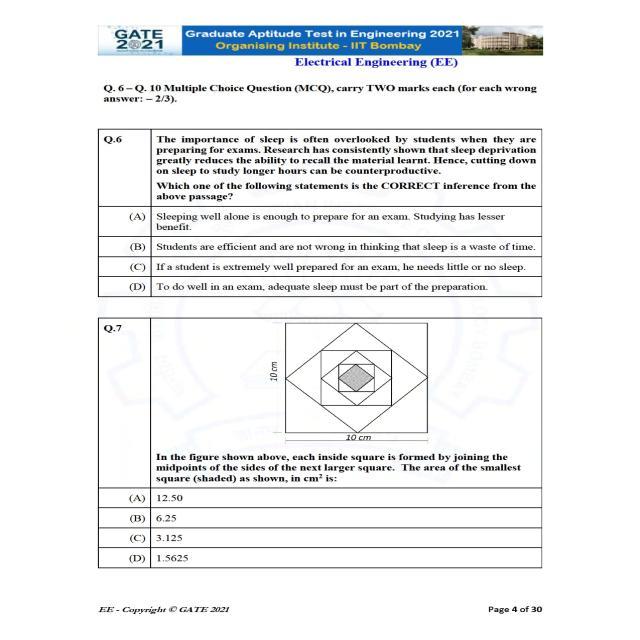 GATE
2021
Graduate Aptitude Test in Engineering 2021
Organising Institute - IIT Bombay
Electrical Engineering (EE)
Q. 6 – Q. 10 Multiple Choice Question (MCQ), carry TWO marks each (for each wrong
answer: – 2/3).
Q.6
The importance of sleep is often overlooked by students when they are
preparing for exams. Research has consistently shown that sleep deprivation
greatly reduces the ability to recall the material learnt. Hence, cutting down
on sleep to study longer hours can be counterproductive.
Which one of the following statements is the CORRECT inference from the
above passage?
(A) Sleeping well alone is enough to prepare for an exam. Studying has lesser
benefit.
(B) Students are efficient and are not wrong in thinking that sleep is a waste of time.
(C) If a student is extremely well prepared for an exam, he needs little or no sleep.
(D) To do well in an exam, adequate sleep must be part of the preparation.
Q.7
10 cm
10 cm
In the figure shown above, each inside square is formed by joining the
midpoints of the sides of the next larger square. The area of the smallest
square (shaded) as shown, in cm² is:
(A) 12.50
(B) 6.25
(C) 3.125
(D) 1.5625
EE - Copyright © GATE 2021
Page 4 of 30